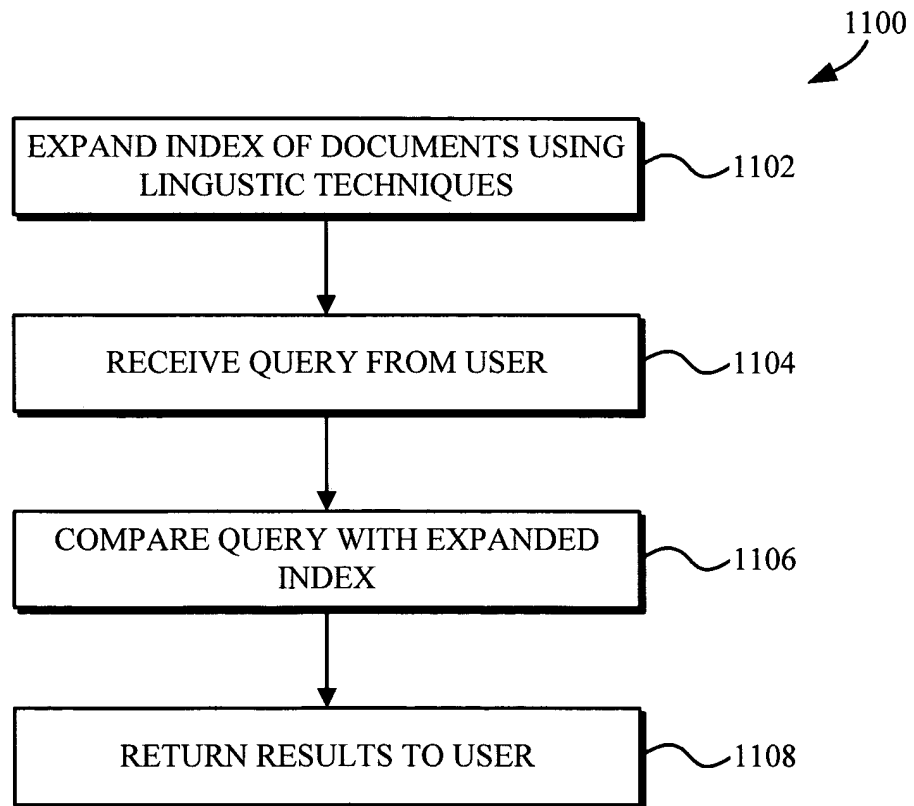 1100
EXPAND INDEX OF DOCUMENTS USING
LINGUSTIC TECHNIQUES
1102
RECEIVE QUERY FROM USER
1104
COMPARE QUERY WITH EXPANDED
INDEX
1106
RETURN RESULTS TO USER
1108